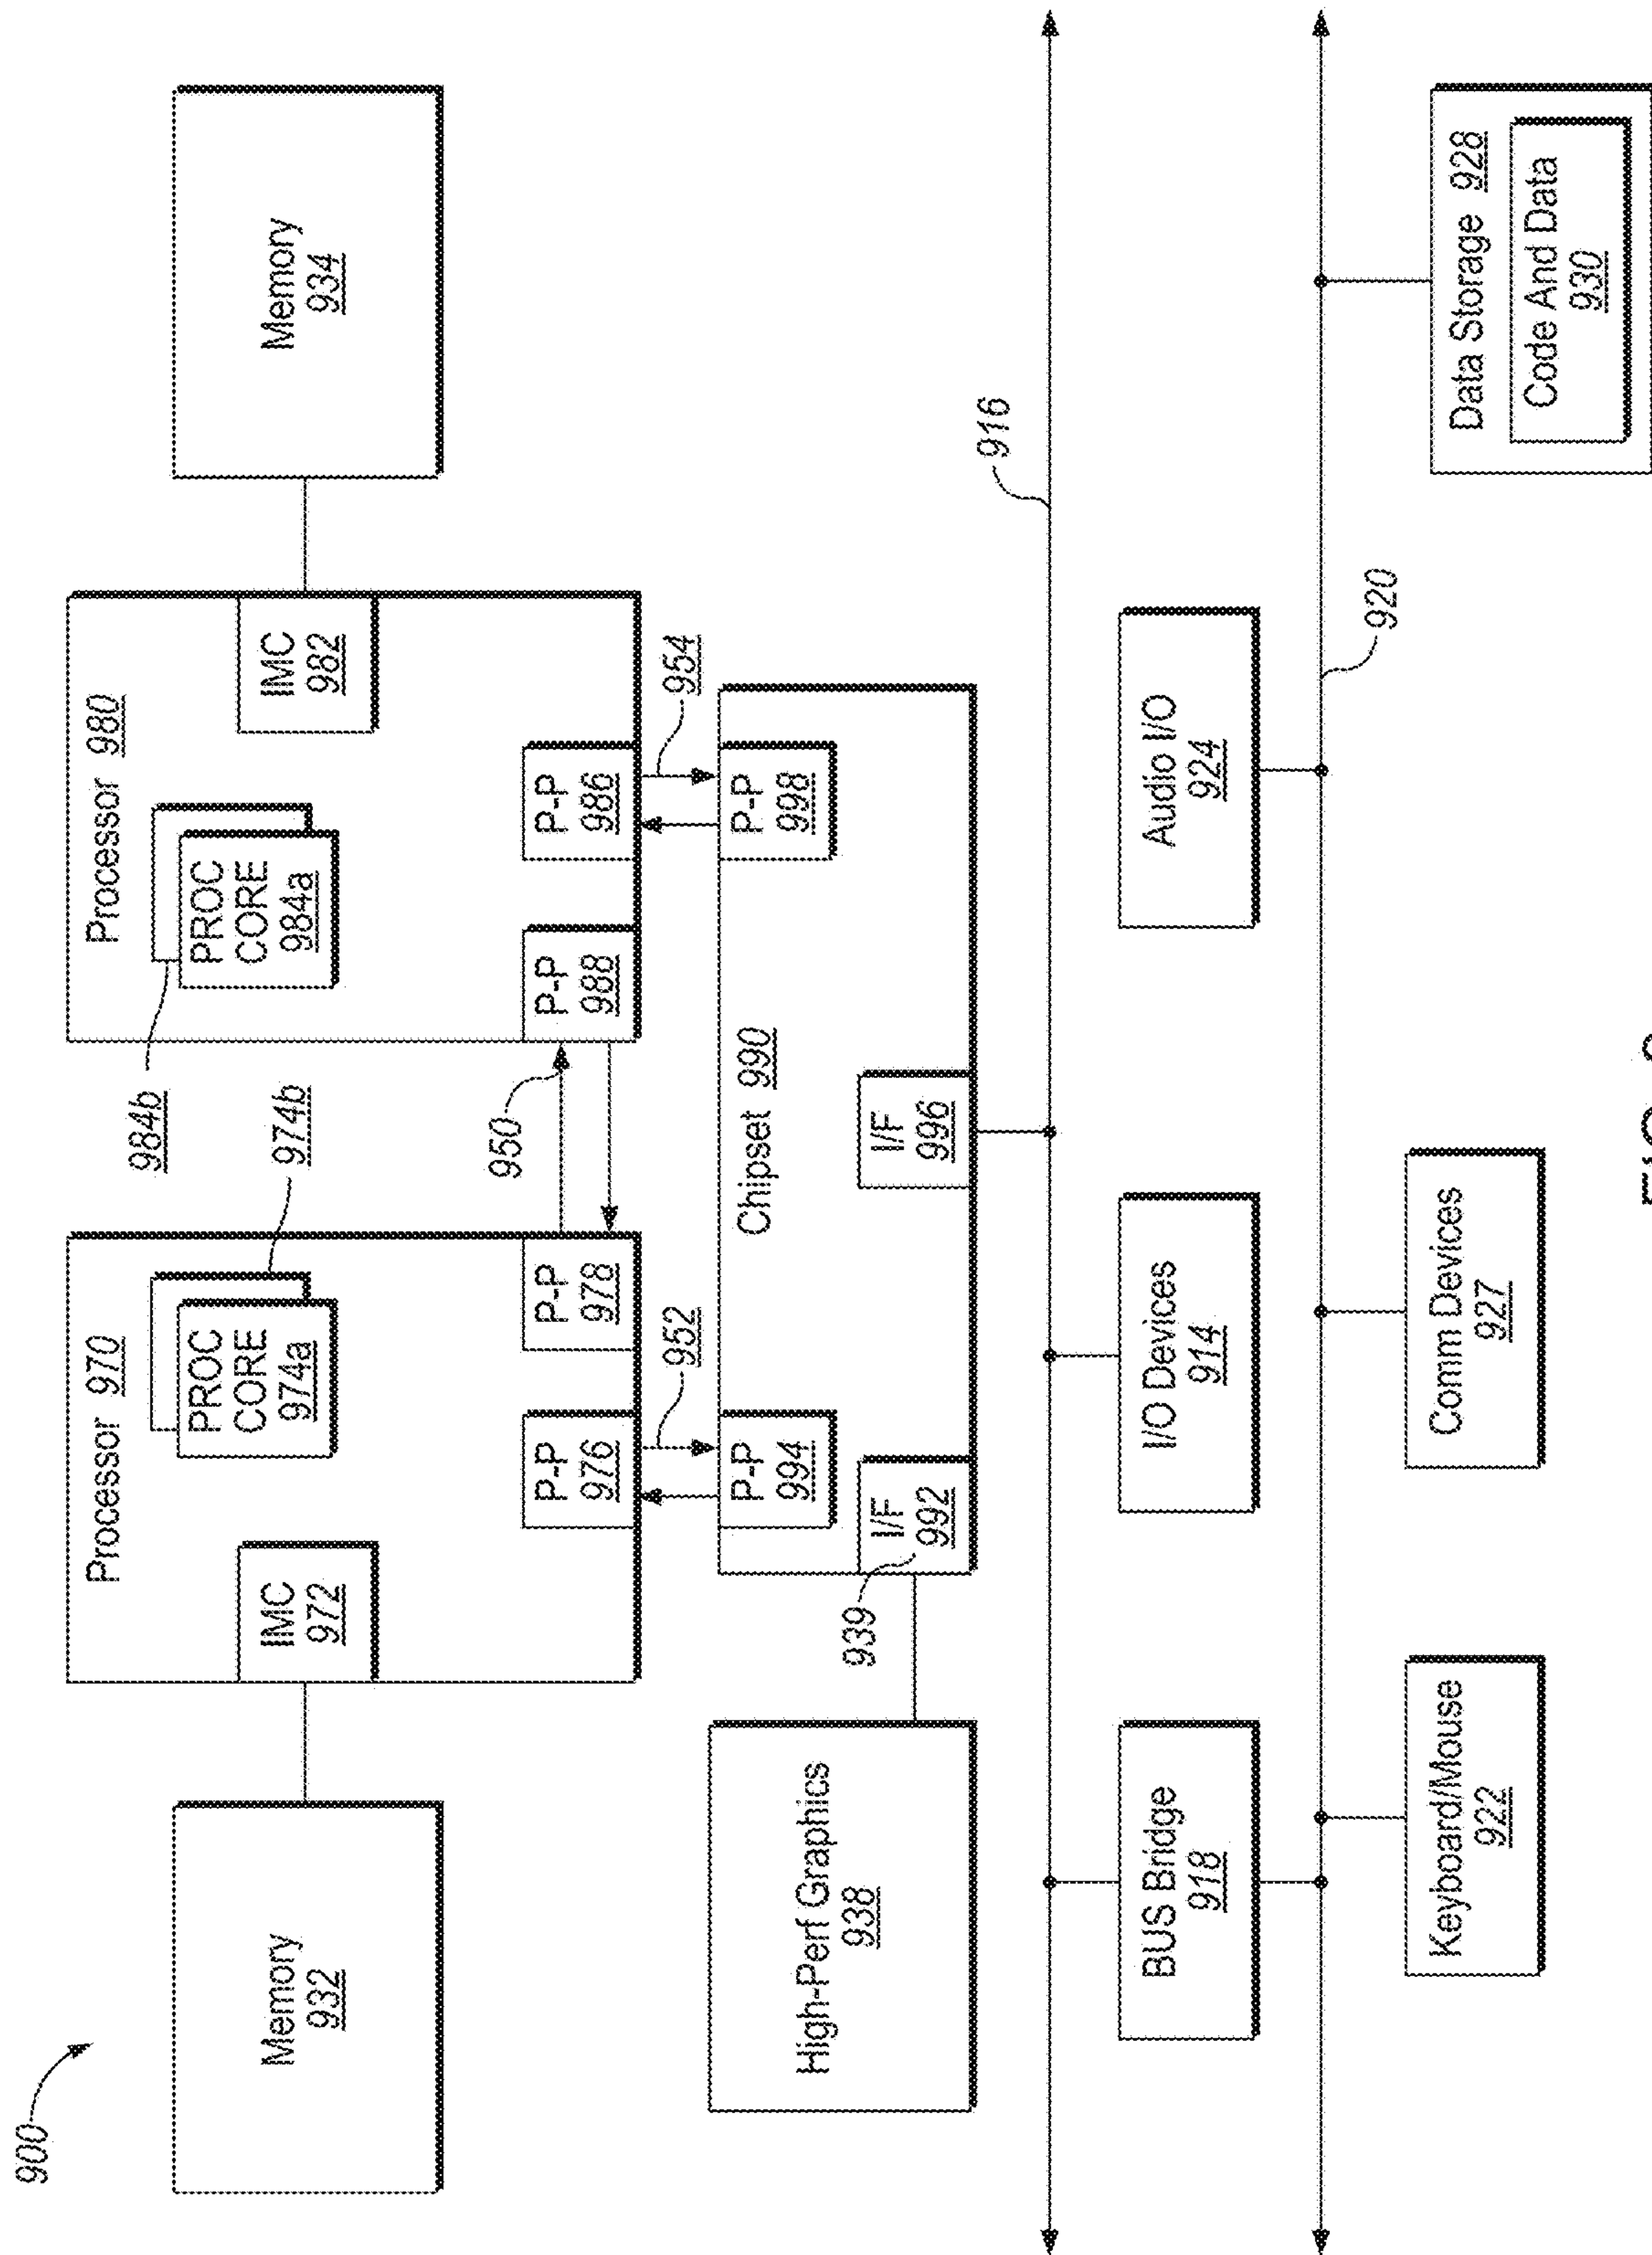 900
Memory
932
Processor 970
IMC
972
PROC
CORE
974a
974b
P-P
976
P-P
978
950
984b
Processor 980
PROC
CORE
984a
IMC
982
P-P
988
P-P
986
Memory
934
952
954
High-Perf Graphics
938
939
Chipset 990
P-P
994
P-P
998
I/F
992
I/F
996
916
BUS Bridge
918
I/O Devices
914
Audio I/O
924
920
Keyboard/Mouse
922
Comm Devices
927
Data Storage 928
Code And Data
930